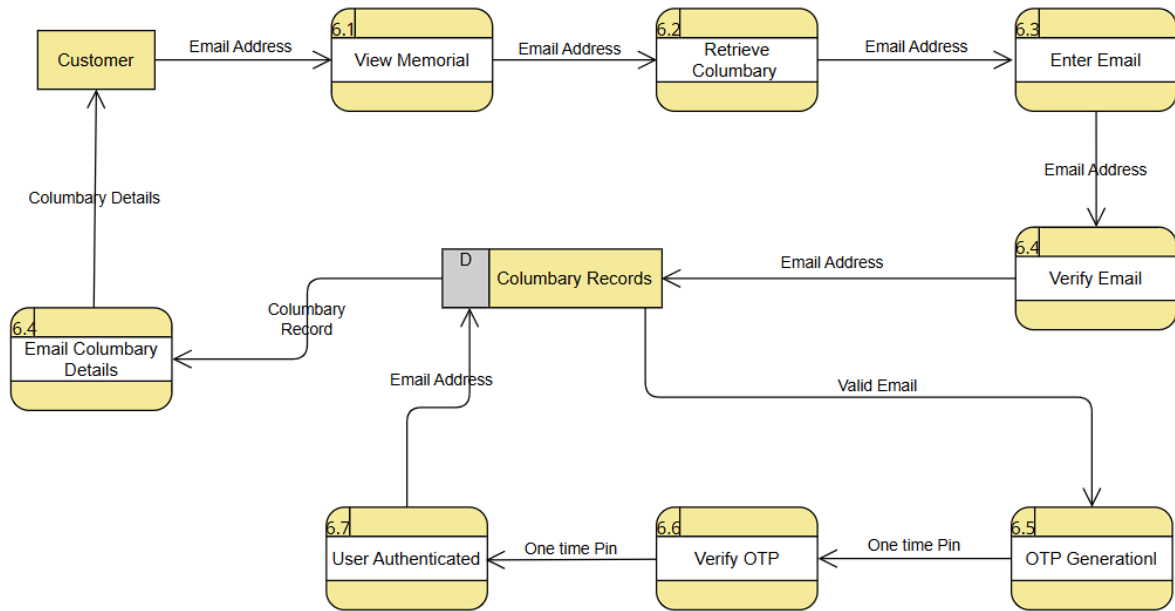 6.1
6.2
6.3
Customer
Email Address
View Memorial
Email Address
Retrieve
Columbary
Email Address
Enter Email
Email Address
Columbary Details
6.4
D
Columbary Records
Email Address
Verify Email
Columbary
Record
6.4
Email Columbary
Details
Email Address
Valid Email
6.7
6.6
6.5
User Authenticated
One time Pin
Verify OTP
One time Pin
OTP Generationl